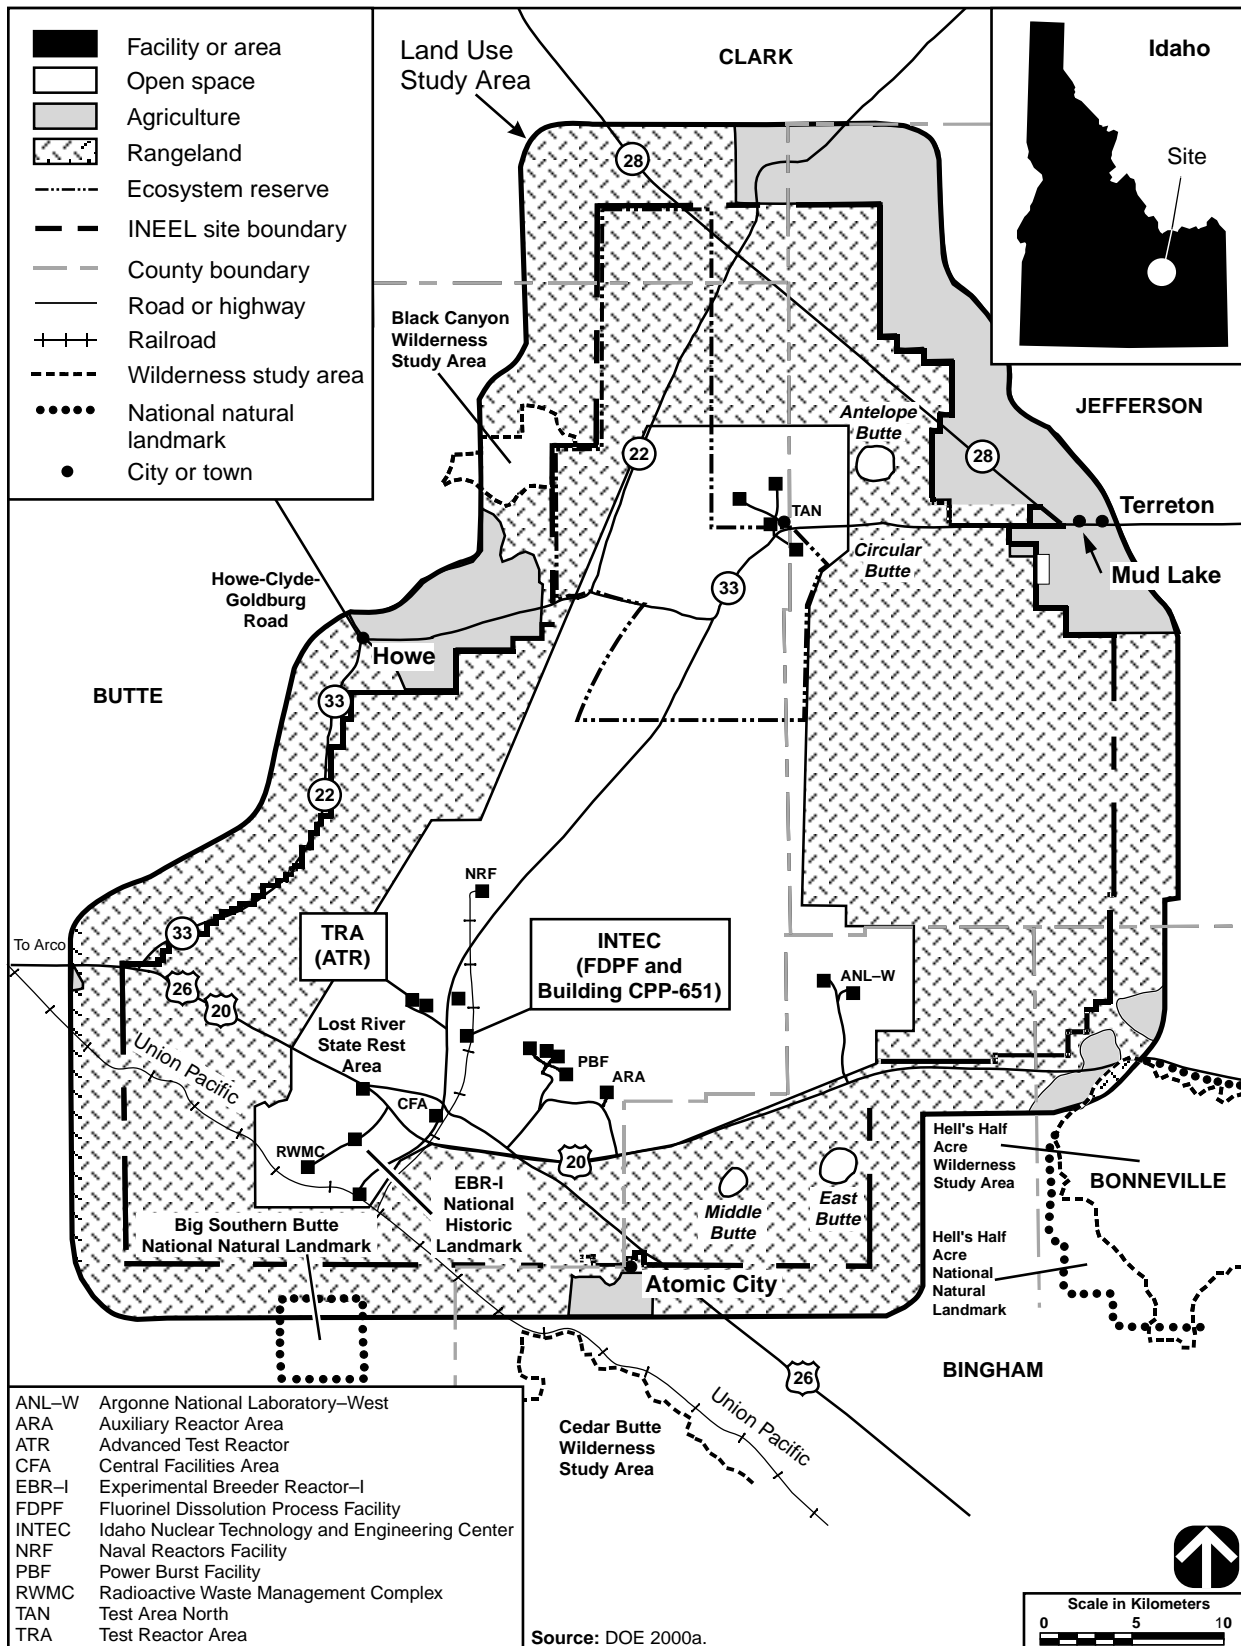 Facility or area
Open space
Agriculture
Rangeland
Ecosystem reserve
INEEL site boundary
County boundary
Road or highway
Railroad
Wilderness study area
National natural
landmark
City or town
Land Use
Study Area
CLARK
Idaho
Site
28
Black Canyon
Wilderness
Study Area
JEFFERSON
Antelope
Butte
22
28
TAN
Terreton
Circular
Butte
Mud Lake
Howe-Clyde-
Goldburg
Road
33
Howe
BUTTE
33
22
NRF
33
To Arco
TRA
(ATR)
INTEC
(FDPF and
Building CPP-651)
ANL–W
26
20
Lost River
State Rest
Area
Union Pacific
PBF
ARA
CFA
RWMC
20
Hell's Half
Acre
Wilderness
Study Area
BONNEVILLE
EBR-I
National
Historic
Landmark
Middle
Butte
East
Butte
Big Southern Butte
National Natural Landmark
Hell's Half
Acre
National
Natural
Landmark
Atomic City
26
BINGHAM
Union Pacific
Cedar Butte
Wilderness
Study Area
ANL–W Argonne National Laboratory–West
ARA Auxiliary Reactor Area
ATR Advanced Test Reactor
CFA Central Facilities Area
EBR–I Experimental Breeder Reactor–I
FDPF Fluorinel Dissolution Process Facility
INTEC Idaho Nuclear Technology and Engineering Center
NRF Naval Reactors Facility
PBF Power Burst Facility
RWMC Radioactive Waste Management Complex
TAN Test Area North
TRA Test Reactor Area
Source: DOE 2000a.
Scale in Kilometers
0 5 10